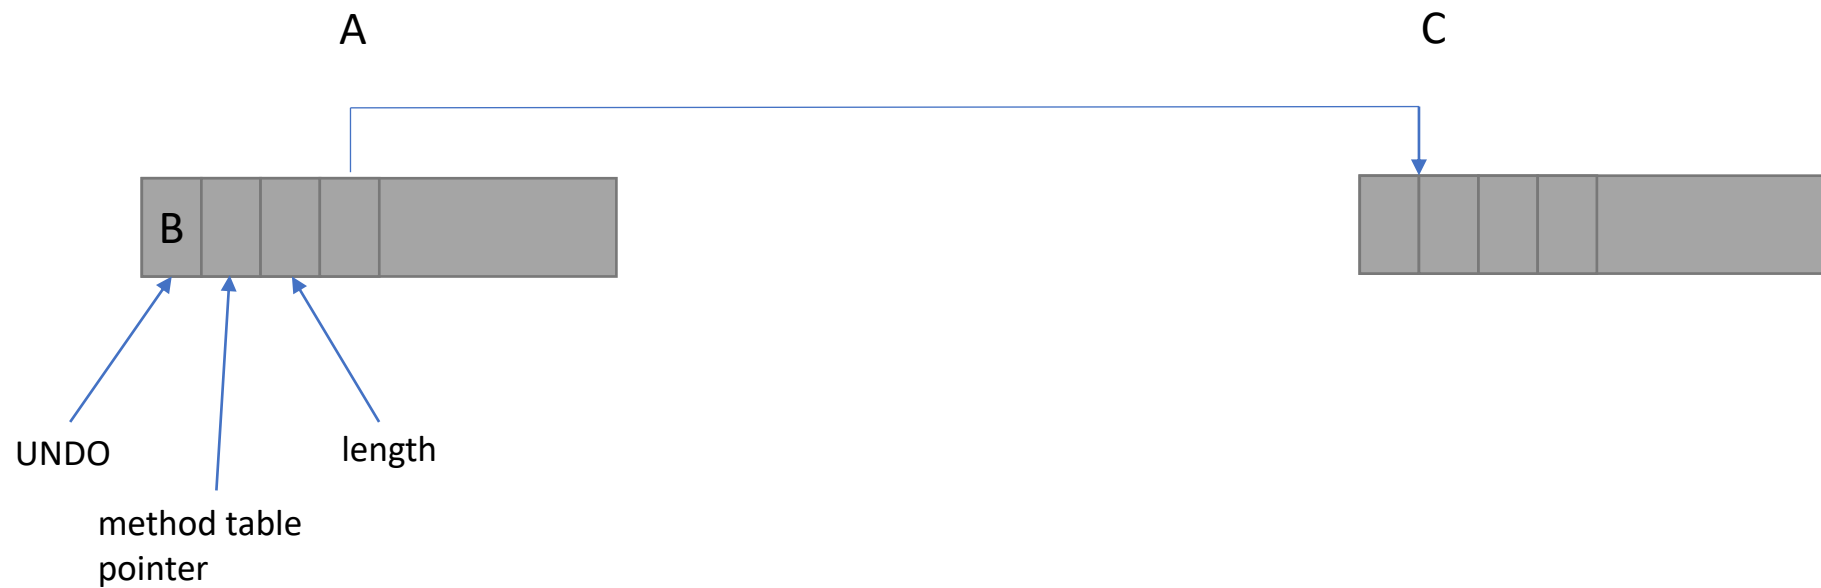 A
C
B
UNDO
length
method table
pointer